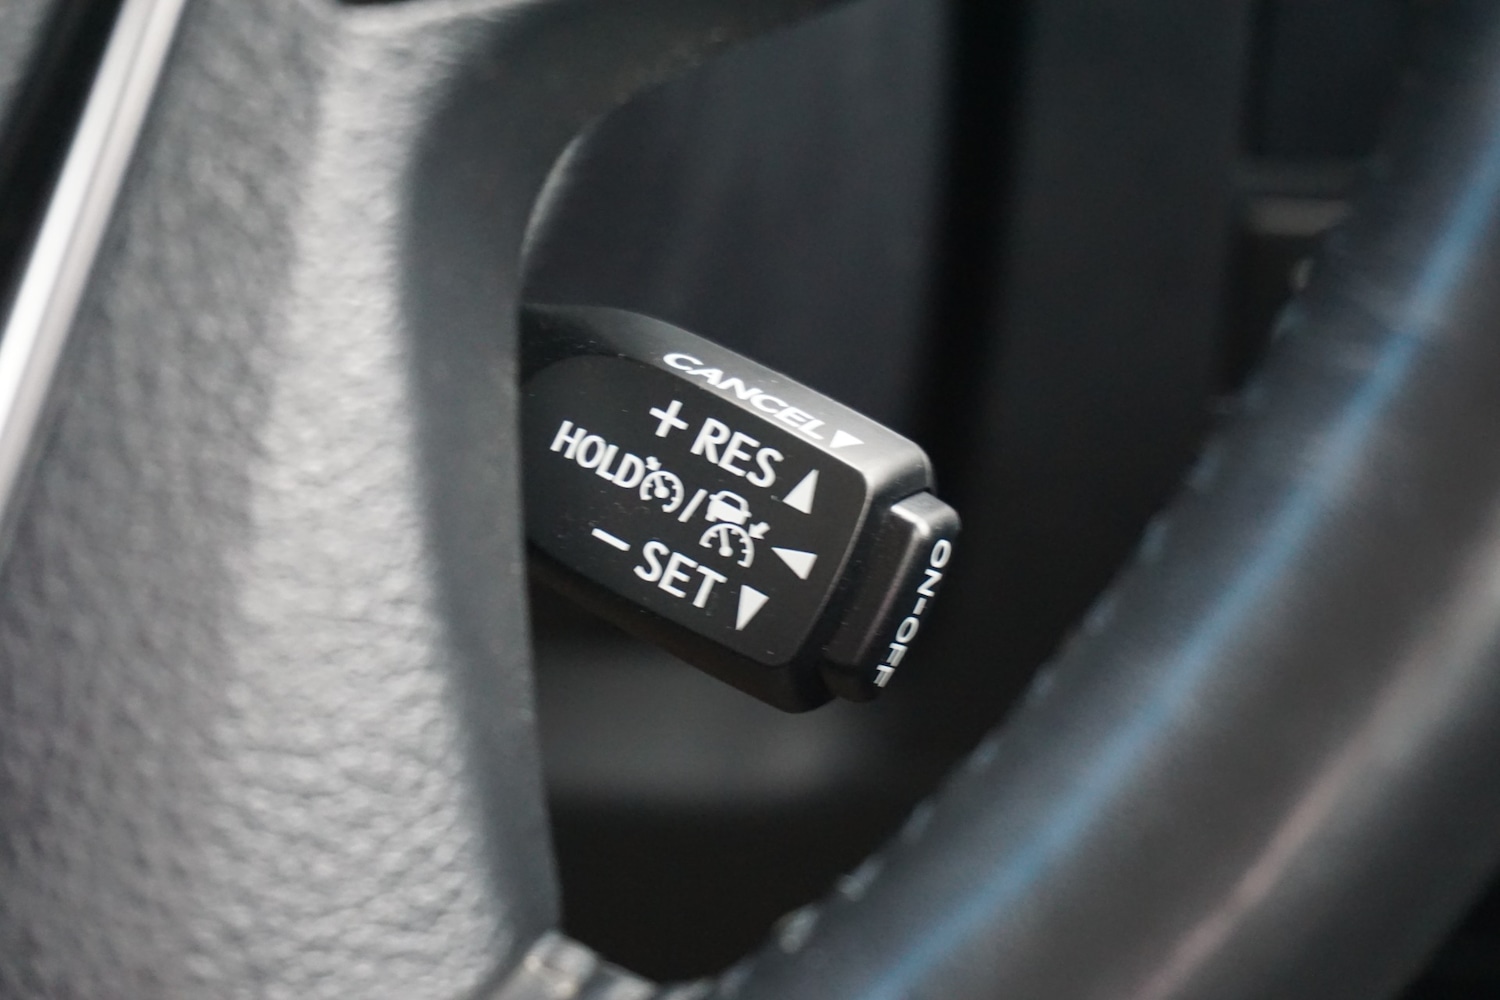 CANCEL
+ RES
HOLD /
- SET
ON-OFF